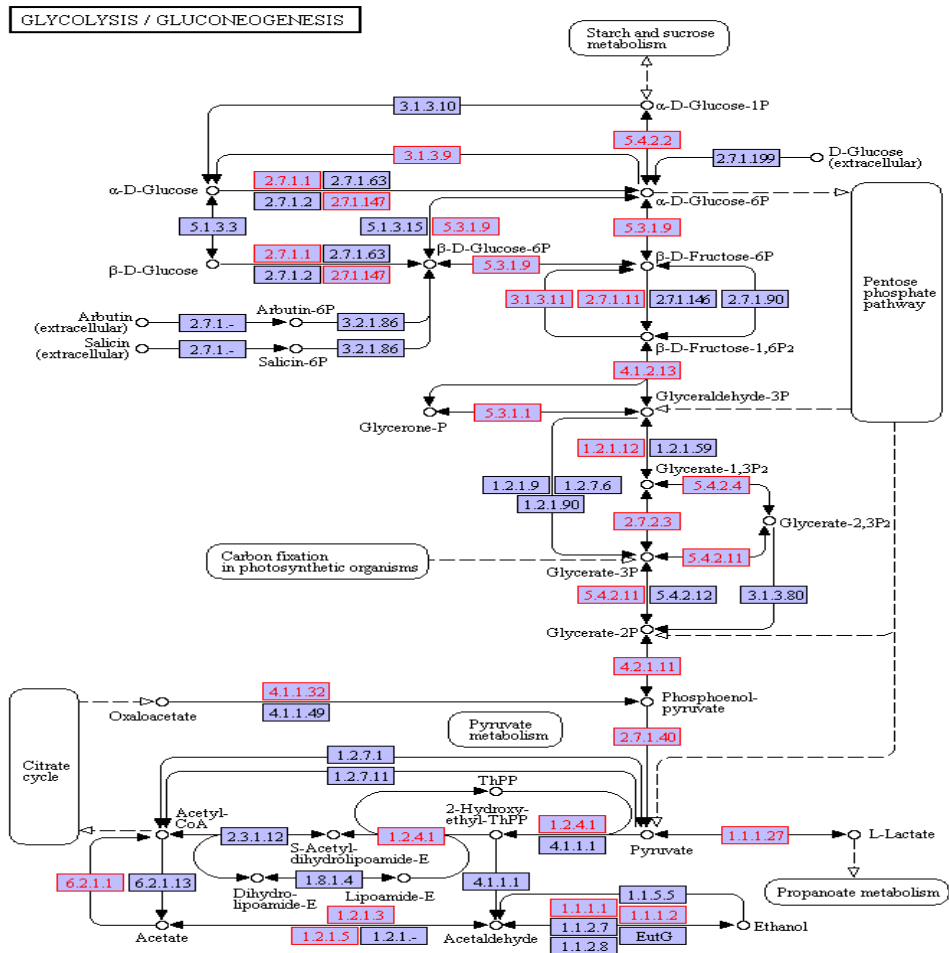 GLYCOLYSIS / GLUCONEOGENESIS
Starch and sucrose
metabolism
3.1.3.10
α-D-Glucose-1P
5.4.2.2
3.1.3.9
2.7.1.199
D-Glucose
(extracellular)
α-D-Glucose
2.7.1.1
2.7.1.63
2.7.1.2
2.7.1.147
α-D-Glucose-6P
5.1.3.3
5.1.3.15
5.3.1.9
5.3.1.9
β-D-Glucose
2.7.1.1
2.7.1.63
2.7.1.2
2.7.1.147
β-D-Glucose-6P
5.3.1.9
β-D-Fructose-6P
Pentose
phosphate
pathway
3.1.3.11
2.7.1.11
2.7.1.146
2.7.1.90
Arbutin
(extracellular)
2.7.1.-
Arbutin-6P
3.2.1.86
Salicin
(extracellular)
2.7.1.-
Salicin-6P
3.2.1.86
β-D-Fructose-1,6P2
4.1.2.13
Glyceraldehyde-3P
Glycerone-P
5.3.1.1
1.2.1.12
1.2.1.59
Glycerate-1,3P2
1.2.1.9
1.2.7.6
1.2.1.90
5.4.2.4
2.7.2.3
Glycerate-2,3P2
Carbon fixation
in photosynthetic organisms
5.4.2.11
Glycerate-3P
5.4.2.11
5.4.2.12
3.1.3.80
Glycerate-2P
4.2.1.11
4.1.1.32
4.1.1.49
Oxaloacetate
Phosphoenol-
pyruvate
Pyruvate
metabolism
2.7.1.40
Citrate
cycle
1.2.7.1
1.2.7.11
ThPP
Acetyl-
CoA
2-Hydroxy-
ethyl-ThPP
2.3.1.12
S-Acetyl-
dihydrolipoamide-E
1.2.4.1
1.2.4.1
4.1.1.1
Pyruvate
1.1.1.27
L-Lactate
6.2.1.1
6.2.1.13
Dihydro-
lipoamide-E
1.8.1.4
Lipoamide-E
4.1.1.1
Propanoate metabolism
1.1.5.5
Acetate
1.2.1.3
1.2.1.5
1.2.1.-
Acetaldehyde
1.1.1.1
1.1.1.2
1.1.2.7
EutG
1.1.2.8
Ethanol